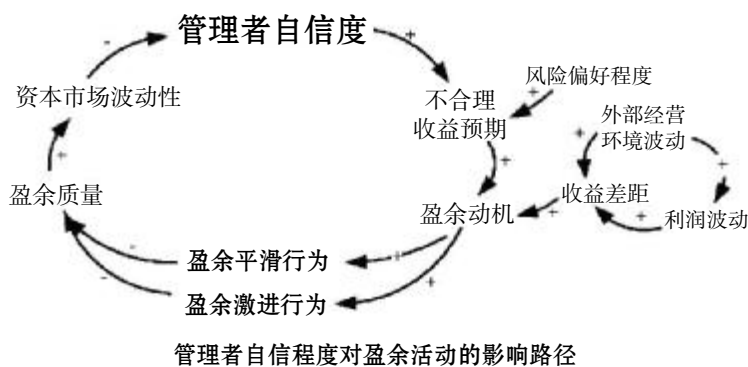 管理者自信度
资本市场波动性
不合理
收益预期
风险偏好程度
外部经营
环境波动
盈余质量
盈余动机
收益差距
利润波动
盈余平滑行为
盈余激进行为
+
+
+
+
+
+
+
+
+
+
+
-
-
-
管理者自信程度对盈余活动的影响路径